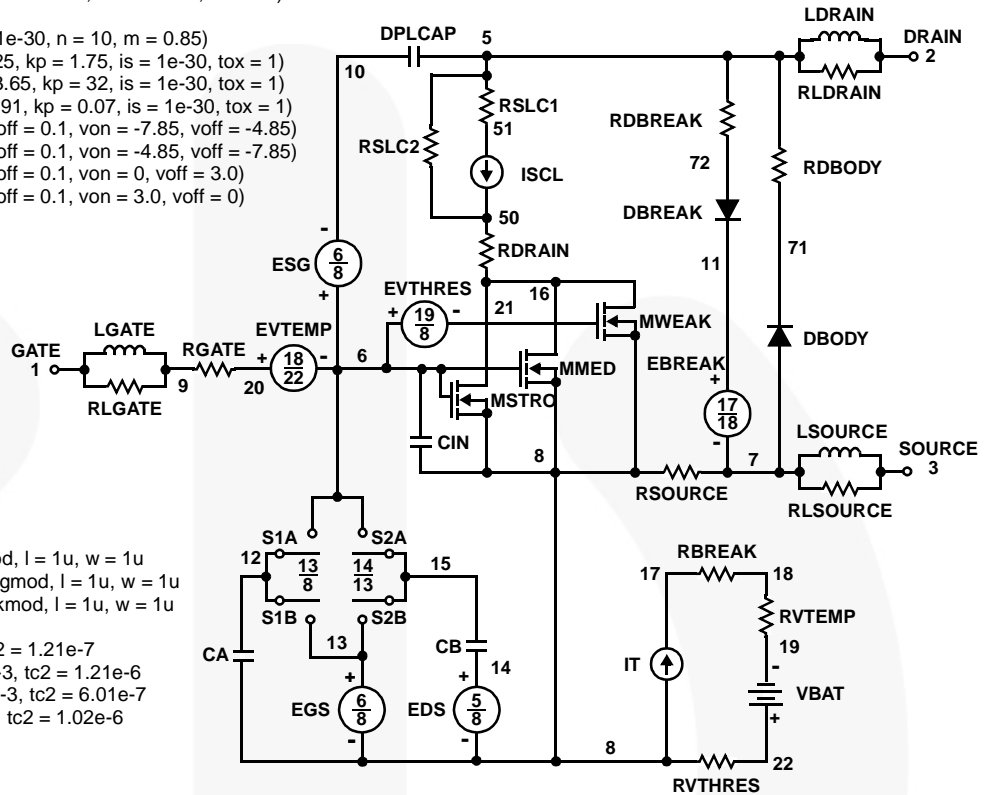 1e-30, n = 10, m = 0.85)
25, kp = 1.75, is = 1e-30, tox = 1)
3.65, kp = 32, is = 1e-30, tox = 1)
91, kp = 0.07, is = 1e-30, tox = 1)
off = 0.1, von = -7.85, voff = -4.85)
off = 0.1, von = -4.85, voff = -7.85)
off = 0.1, von = 0, voff = 3.0)
off = 0.1, von = 3.0, voff = 0)
LDRAIN
DPLCAP
5
DRAIN
2
10
RLDRAIN
RSLC1
51
RDBREAK
RSLC2
72
RDBODY
ISCL
DBREAK
50
RDRAIN
71
ESG
6
8
11
EVTHRES
16
21
19
8
MWEAK
LGATE
EVTEMP
GATE
1
RGATE
18
22
6
MMED
EBREAK
DBODY
9
20
MSTRO
RLGATE
17
18
LSOURCE
CIN
8
7
SOURCE
3
RSOURCE
RLSOURCE
S1A
S2A
12
13
8
14
13
15
RBREAK
17
18
S1B
S2B
RVTEMP
13
CB
19
CA
14
IT
VBAT
EGS
6
8
EDS
5
8
8
22
RVTHRES
od, l = 1u, w = 1u
gmod, l = 1u, w = 1u
kmod, l = 1u, w = 1u
2 = 1.21e-7
-3, tc2 = 1.21e-6
-3, tc2 = 6.01e-7
tc2 = 1.02e-6